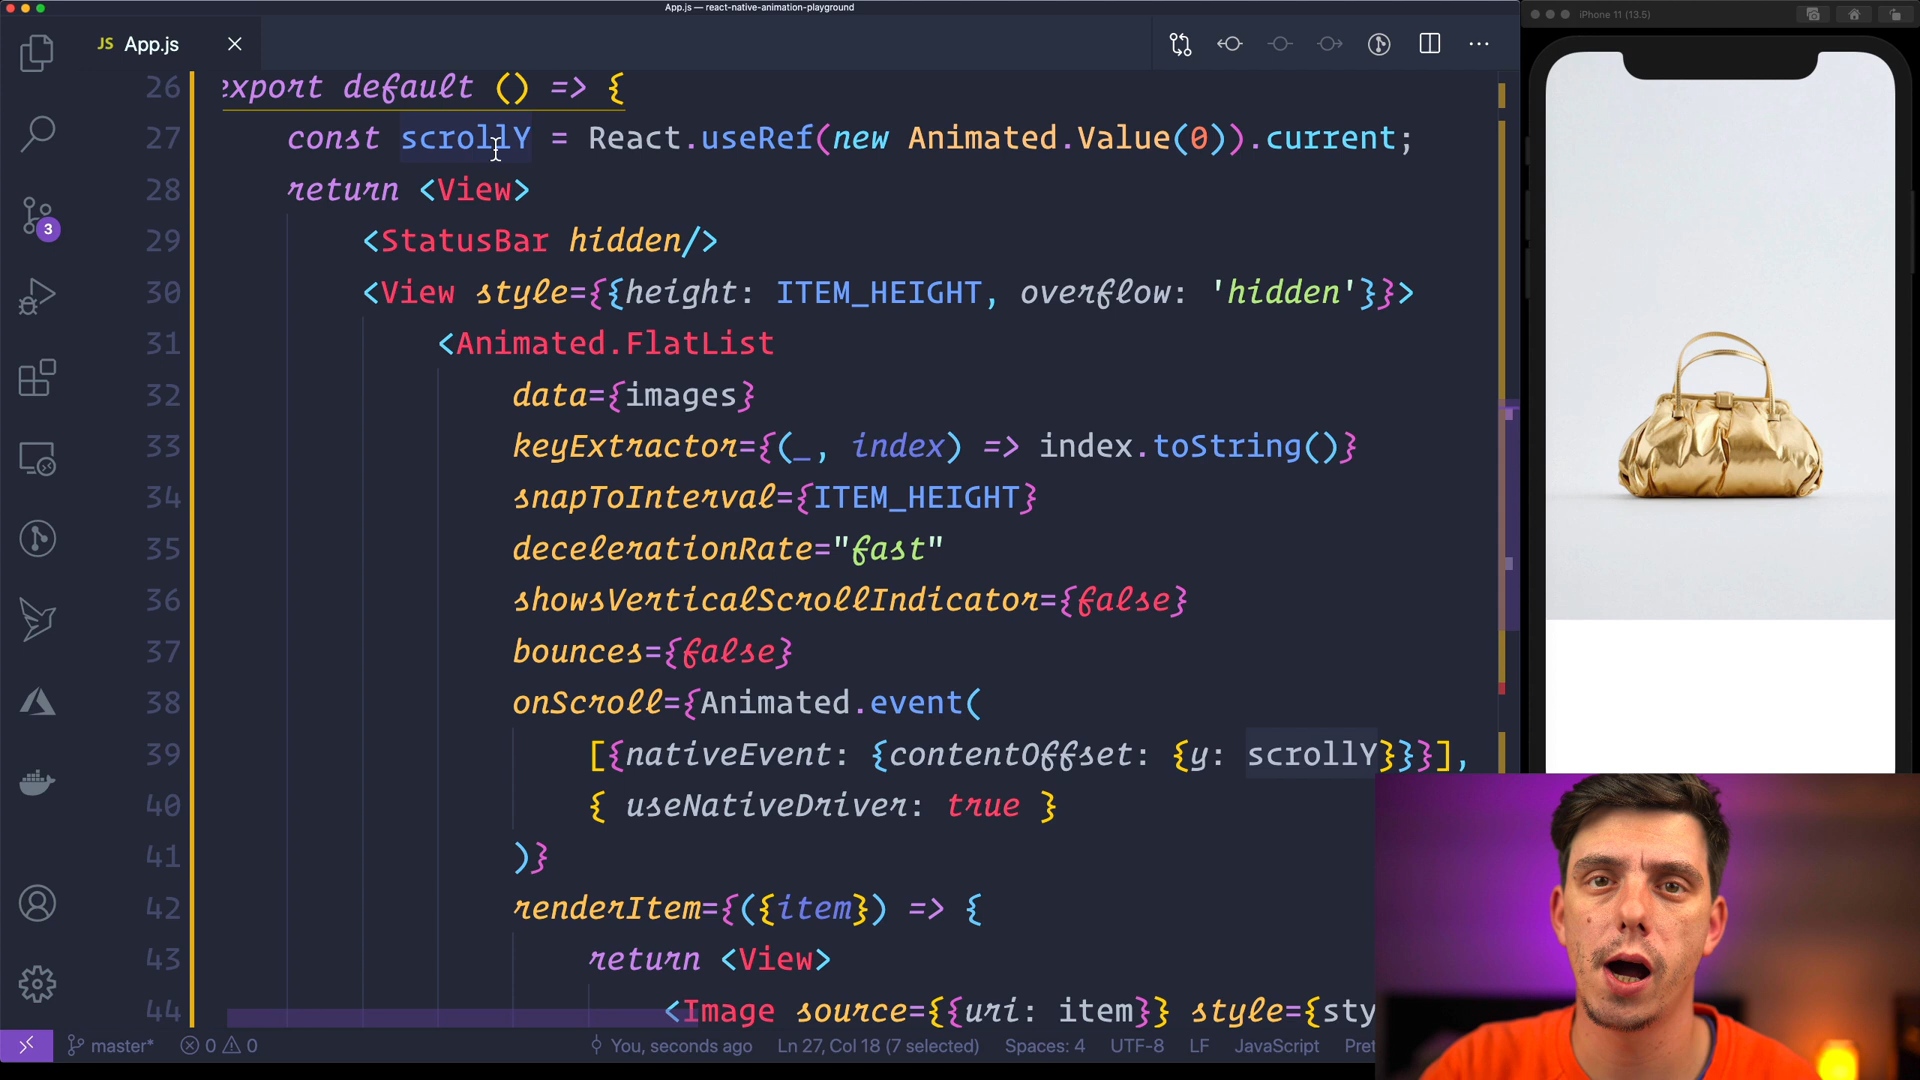 App.js — react-native-animation-playground
iPhone 11 (13.5)
JS App.js
26 export default () => {
27 const scrollY = React.useRef(new Animated.Value(0)).current;
28 return <View>
29 <StatusBar hidden/>
30 <View style={{height: ITEM_HEIGHT, overflow: 'hidden'}}>
31 <Animated.FlatList
32 data={images}
33 keyExtractor={(_, index) => index.toString()}
34 snapToInterval={ITEM_HEIGHT}
35 decelerationRate="fast"
36 showsVerticalScrollIndicator={false}
37 bounces={false}
38 onScroll={Animated.event(
39 [{nativeEvent: {contentOffset: {y: scrollY}}}],
40 { useNativeDriver: true }
41 )}
42 renderItem={({item}) => {
43 return <View>
44 <Image source={{uri: item}} style={sty
3
master* 0 0 You, seconds ago Ln 27, Col 18 (7 selected) Spaces: 4 UTF-8 LF JavaScript Pret